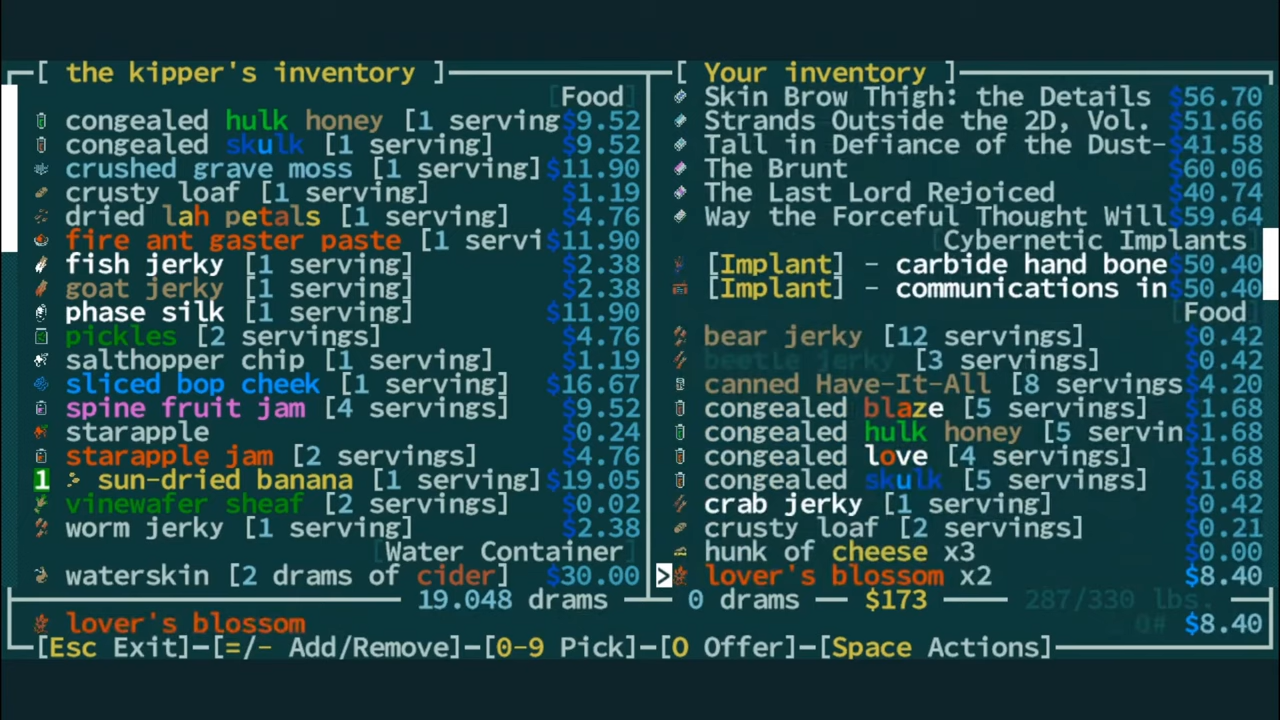 [ the kipper's inventory ]
[Food]
congealed hulk honey [1 serving $9.52
congealed skulk [1 serving] $9.52
crushed grave moss [1 serving] $11.90
crusty loaf [1 serving] $1.19
dried lah petals [1 serving] $4.76
fire ant gaster paste [1 servi $11.90
fish jerky [1 serving] $2.38
goat jerky [1 serving] $2.38
phase silk [1 serving] $11.90
pickles [2 servings] $4.76
salthopper chip [1 serving] $1.19
sliced bop cheek [1 serving] $16.67
spine fruit jam [4 servings] $9.52
starapple $0.24
starapple jam [2 servings] $4.76
1 sun-dried banana [1 serving] $19.05
vinewafer sheaf [2 servings] $0.02
worm jerky [1 serving] $2.38
[Water Container]
waterskin [2 drams of cider] $30.00
[ Your inventory ]
Skin Brow Thigh: the Details $56.70
Strands Outside the 2D, Vol. $51.66
Tall in Defiance of the Dust- $41.58
The Brunt $60.06
The Last Lord Rejoiced $40.74
Way the Forceful Thought Will $59.64
[Cybernetic Implants]
[Implant] - carbide hand bone $50.40
[Implant] - communications in $50.40
[Food]
bear jerky [12 servings] $0.42
beetle jerky [3 servings] $0.42
canned Have-It-All [8 servings $4.20
congealed blaze [5 servings] $1.68
congealed hulk honey [5 servin $1.68
congealed love [4 servings] $1.68
congealed skulk [5 servings] $1.68
crab jerky [1 serving] $0.42
crusty loaf [2 servings] $0.21
hunk of cheese x3 $0.00
> lover's blossom x2 $8.40
19.048 drams 0 drams $173 287/330 lbs.
lover's blossom 0# $8.40
[Esc Exit]-[=/- Add/Remove]-[0-9 Pick]-[O Offer]-[Space Actions]